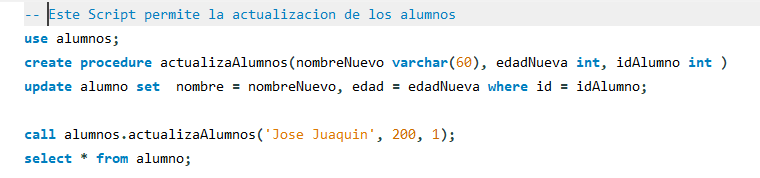 -- Este Script permite la actualizacion de los alumnos
use alumnos;
create procedure actualizaAlumnos(nombreNuevo varchar(60), edadNueva int, idAlumno int )
update alumno set  nombre = nombreNuevo, edad = edadNueva where id = idAlumno;
call alumnos.actualizaAlumnos('Jose Juaquin', 200, 1);
select * from alumno;